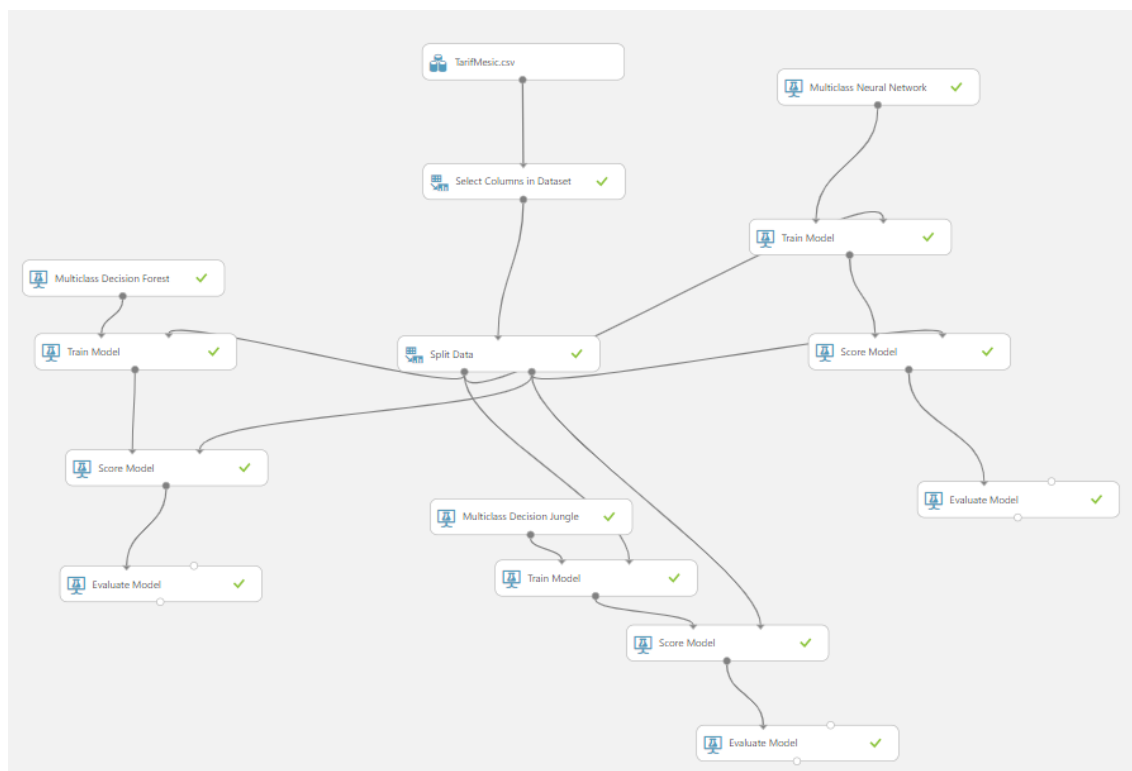 TarifMesic.csv
Multiclass Neural Network
Select Columns in Dataset
Train Model
Multiclass Decision Forest
Train Model
Split Data
Score Model
Score Model
Evaluate Model
Multiclass Decision Jungle
Evaluate Model
Train Model
Score Model
Evaluate Model